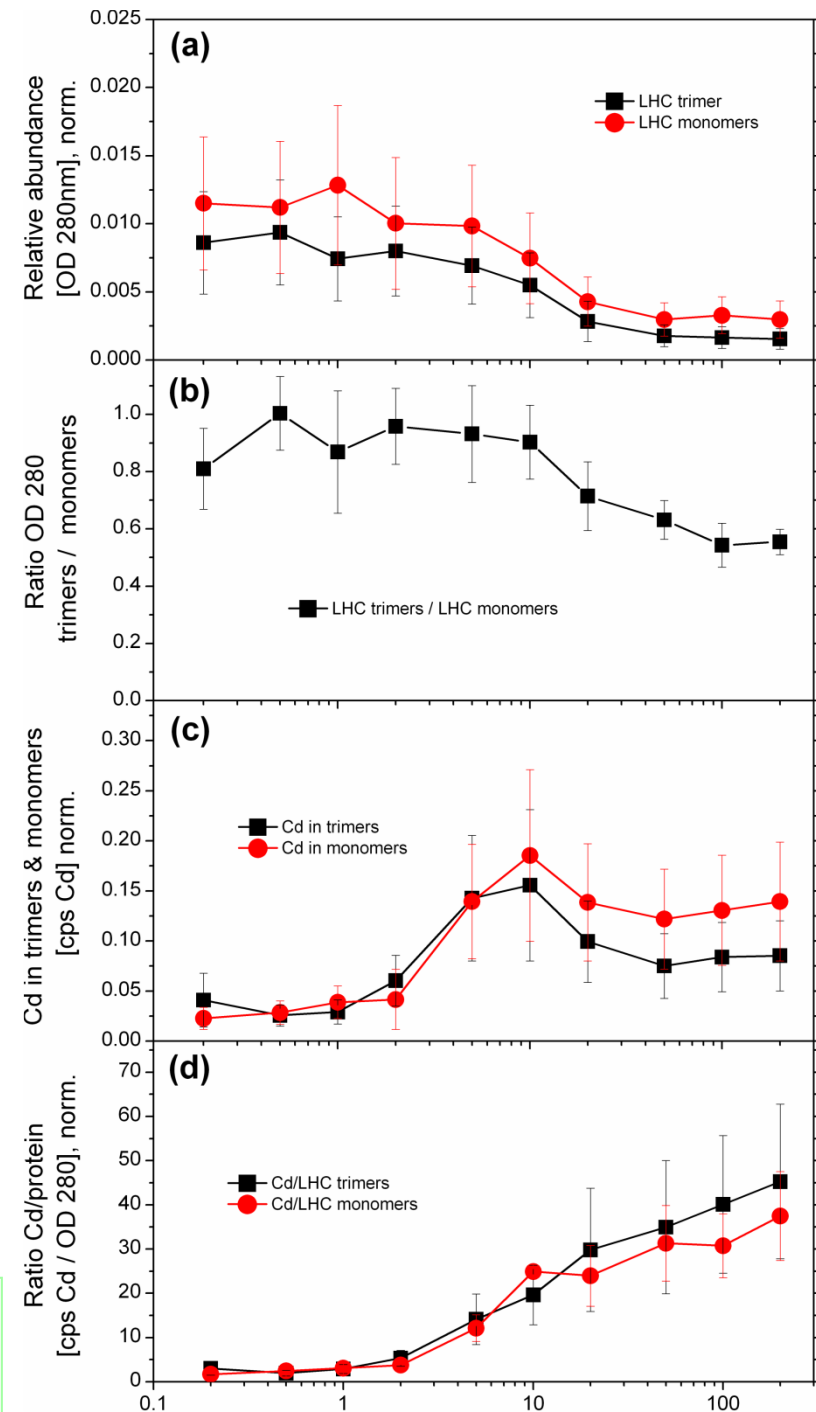 (a)
Relative abundance
[OD 280nm], norm.
0.025
0.020
0.015
0.010
0.005
0.000
LHC trimer
LHC monomers
(b)
Ratio OD 280
trimers / monomers
1.0
0.8
0.6
0.4
0.2
0.0
LHC trimers / LHC monomers
(c)
Cd in trimers & monomers
[cps Cd] norm.
0.30
0.25
0.20
0.15
0.10
0.05
0.00
Cd in trimers
Cd in monomers
(d)
Ratio Cd/protein
[cps Cd / OD 280], norm.
70
60
50
40
30
20
10
0
Cd/LHC trimers
Cd/LHC monomers
0.1 1 10 100